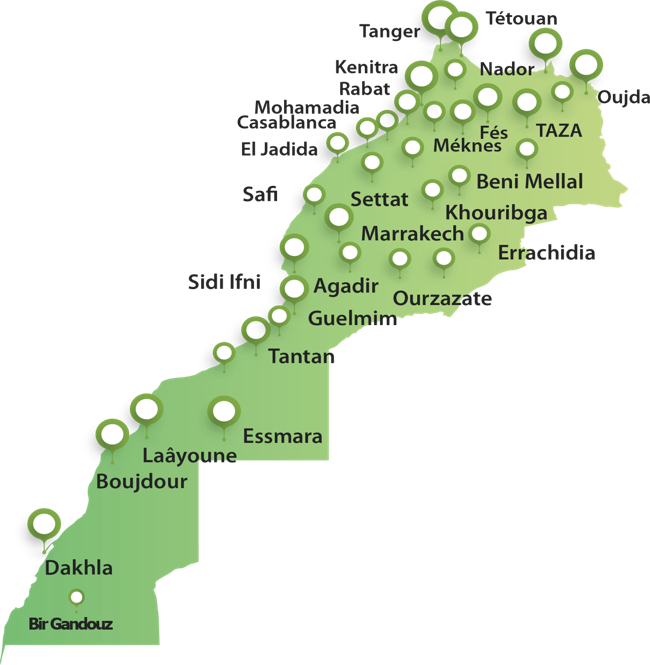 Tétouan
Tanger
Kenitra
Nador
Rabat
Oujda
Mohamadia
Casablanca
Fés
TAZA
El Jadida
Méknes
Beni Mellal
Safi
Settat
Khouribga
Marrakech
Errachidia
Sidi Ifni
Agadir
Ourzazate
Guelmim
Tantan
Essmara
Laâyoune
Boujdour
Dakhla
Bir Gandouz